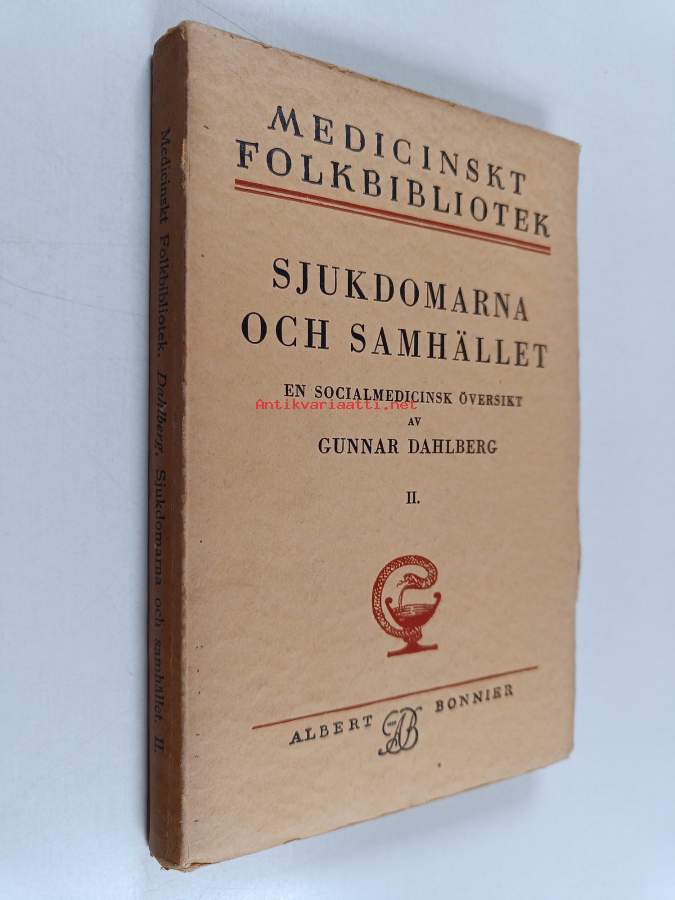 MEDICINSKT
FOLKBIBLIOTEK
SJUKDOMARNA
OCH SAMHÄLLET
EN SOCIALMEDICINSK ÖVERSIKT
Antikvariaatti.net
AV
GUNNAR DAHLBERG
II.
ALBERT BONNIER
Medicinskt Folkbibliotek. Dahlberg, Sjukdomarna och samhället. II.